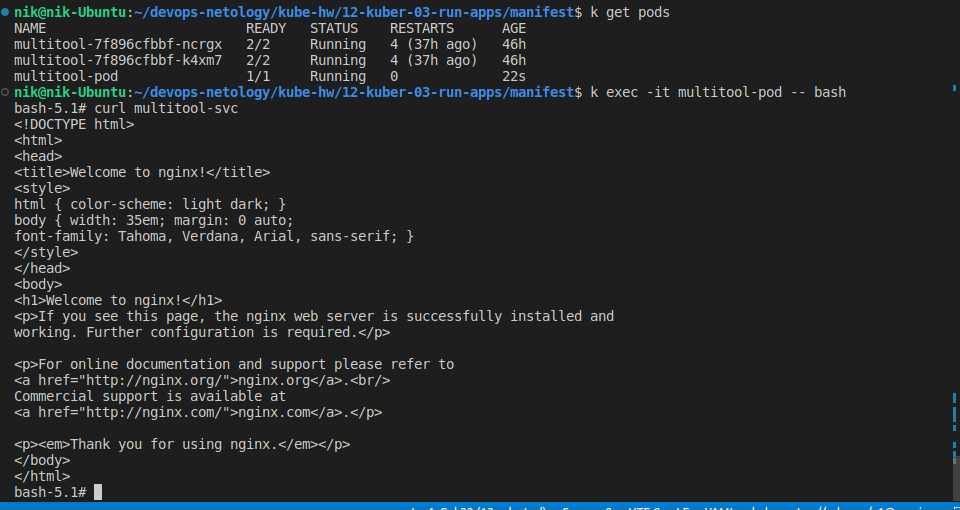 nik@nik-Ubuntu:~/devops-netology/kube-hw/12-kuber-03-run-apps/manifest$ k get pods
NAME                         READY   STATUS    RESTARTS      AGE
multitool-7f896cfbbf-ncrgx   2/2     Running   4 (37h ago)   46h
multitool-7f896cfbbf-k4xm7   2/2     Running   4 (37h ago)   46h
multitool-pod                1/1     Running   0             22s
nik@nik-Ubuntu:~/devops-netology/kube-hw/12-kuber-03-run-apps/manifest$ k exec -it multitool-pod -- bash
bash-5.1# curl multitool-svc
<!DOCTYPE html>
<html>
<head>
<title>Welcome to nginx!</title>
<style>
html { color-scheme: light dark; }
body { width: 35em; margin: 0 auto;
font-family: Tahoma, Verdana, Arial, sans-serif; }
</style>
</head>
<body>
<h1>Welcome to nginx!</h1>
<p>If you see this page, the nginx web server is successfully installed and
working. Further configuration is required.</p>

<p>For online documentation and support please refer to
<a href="http://nginx.org/">nginx.org</a>.<br/>
Commercial support is available at
<a href="http://nginx.com/">nginx.com</a>.</p>

<p><em>Thank you for using nginx.</em></p>
</body>
</html>
bash-5.1#